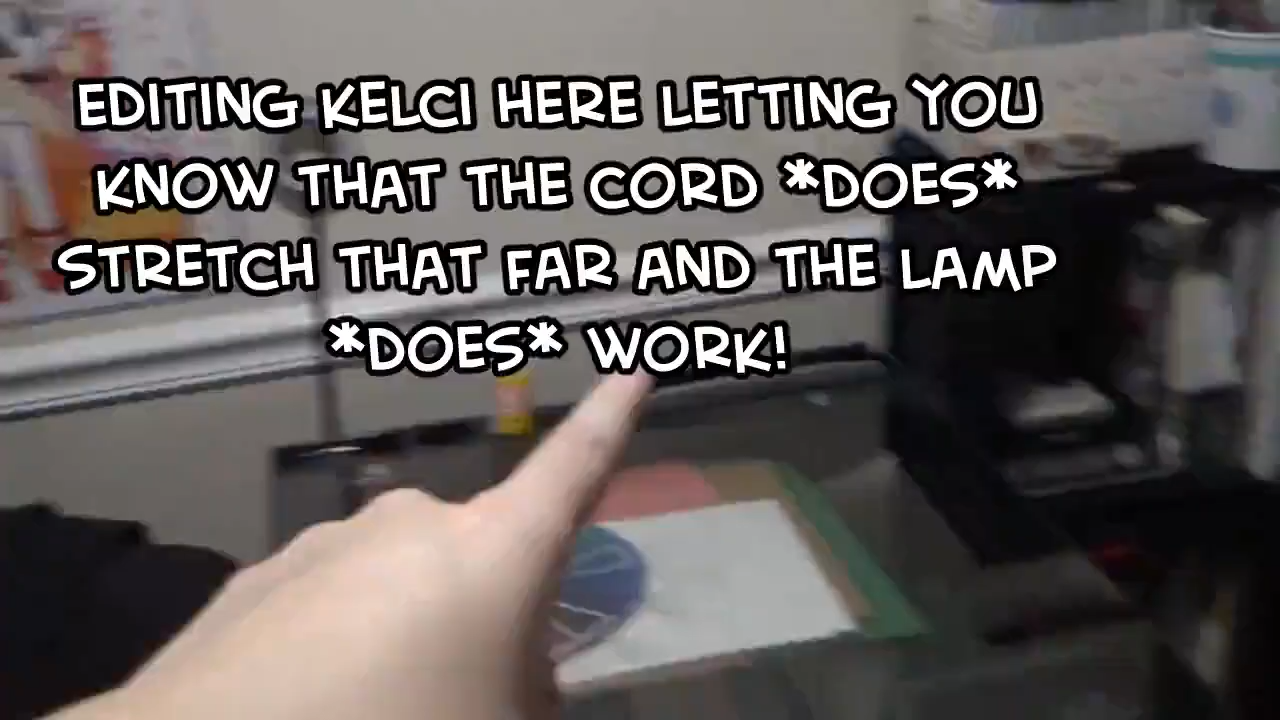 EDITING KELCI HERE LETTING YOU
KNOW THAT THE CORD *DOES*
STRETCH THAT FAR AND THE LAMP
*DOES* WORK!